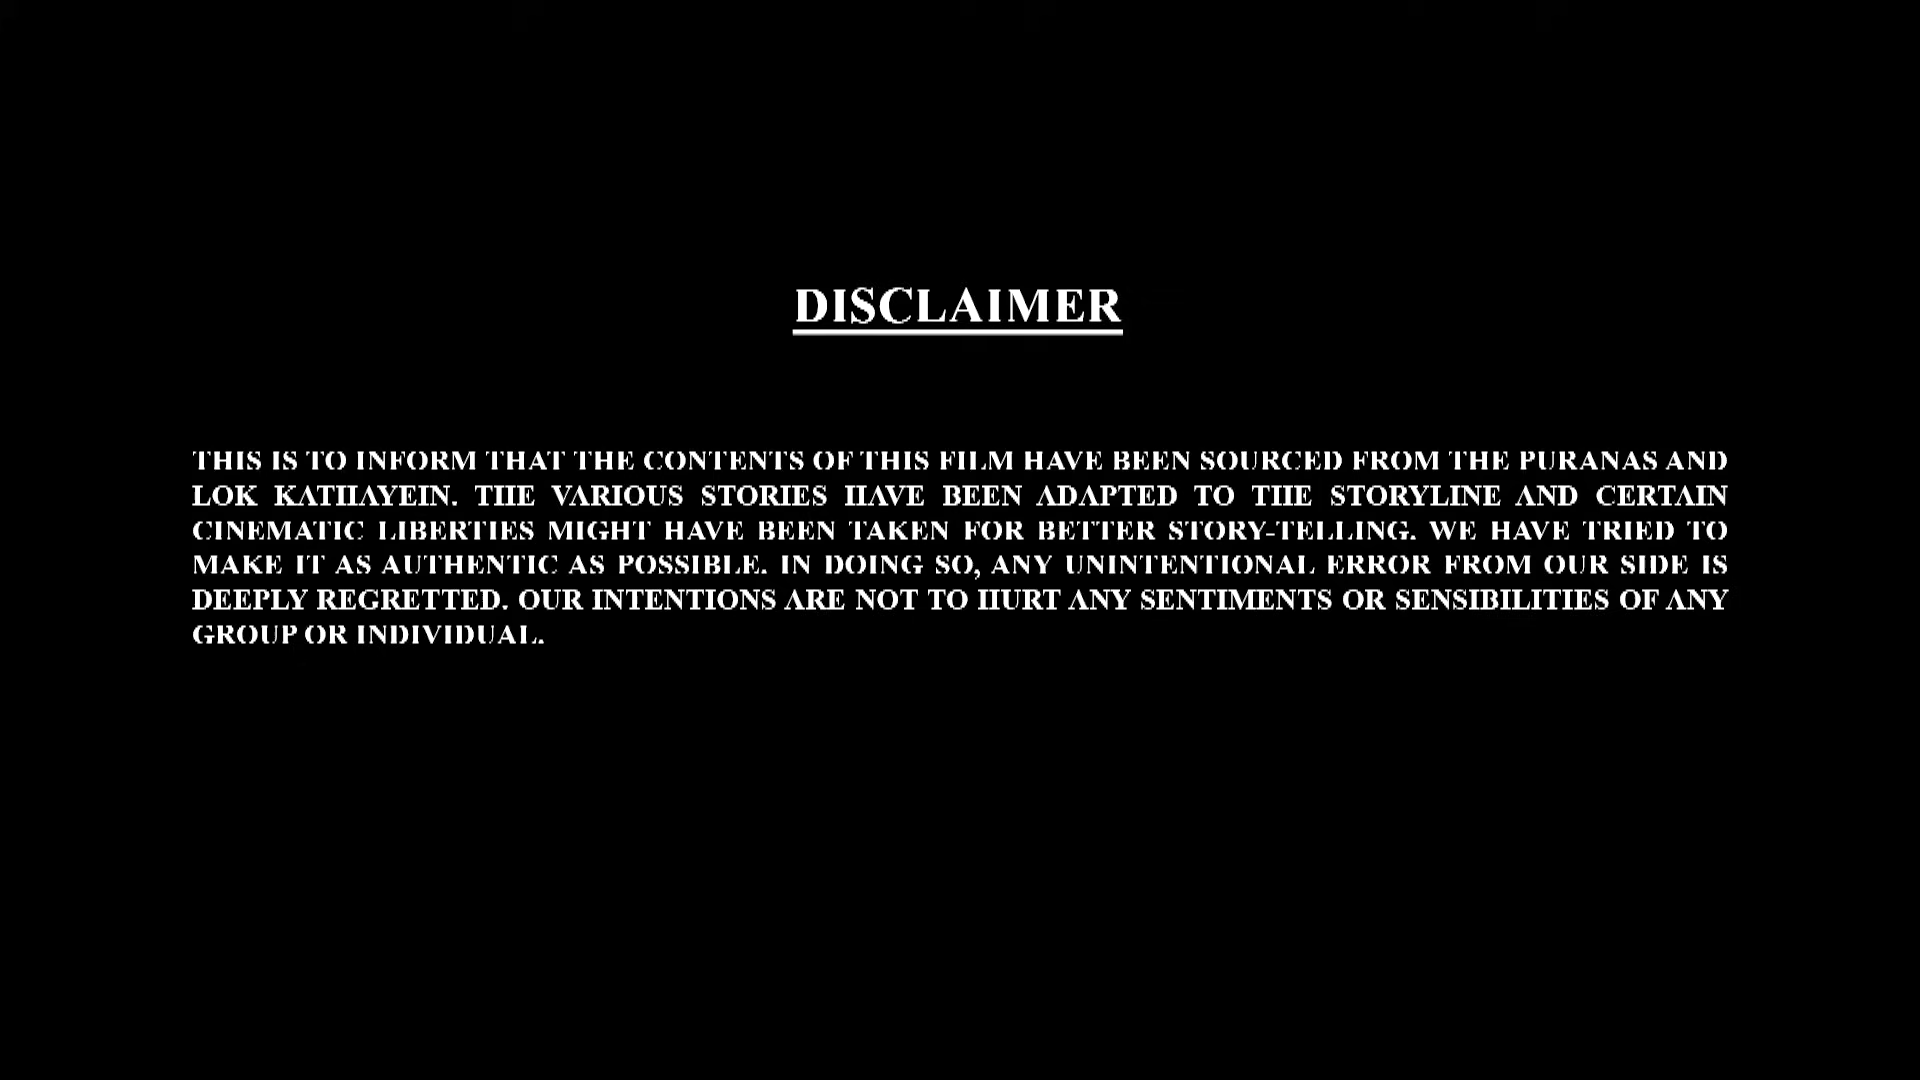 DISCLAIMER
THIS IS TO INFORM THAT THE CONTENTS OF THIS FILM HAVE BEEN SOURCED FROM THE PURANAS AND
LOK KATHAYEIN. THE VARIOUS STORIES HAVE BEEN ADAPTED TO THE STORYLINE AND CERTAIN
CINEMATIC LIBERTIES MIGHT HAVE BEEN TAKEN FOR BETTER STORY-TELLING. WE HAVE TRIED TO
MAKE IT AS AUTHENTIC AS POSSIBLE. IN DOING SO, ANY UNINTENTIONAL ERROR FROM OUR SIDE IS
DEEPLY REGRETTED. OUR INTENTIONS ARE NOT TO HURT ANY SENTIMENTS OR SENSIBILITIES OF ANY
GROUP OR INDIVIDUAL.